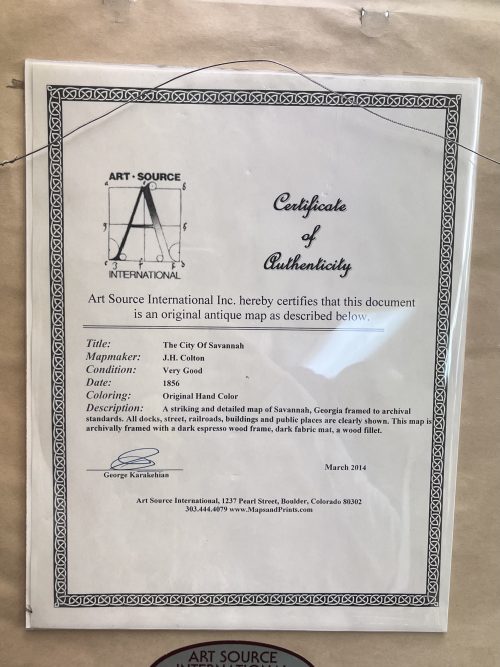 ART • SOURCE
A
INTERNATIONAL
Certificate
of
Authenticity
Art Source International Inc. hereby certifies that this document
is an original antique map as described below.
Title: The City Of Savannah
Mapmaker: J.H. Colton
Condition: Very Good
Date: 1856
Coloring: Original Hand Color
Description: A striking and detailed map of Savannah, Georgia framed to archival
standards. All docks, street, railroads, buildings and public places are clearly shown. This map is
archivally framed with a dark espresso wood frame, dark fabric mat, a wood fillet.
George Karakehian
March 2014
Art Source International, 1237 Pearl Street, Boulder, Colorado 80302
303.444.4079 www.MapsandPrints.com
ART SOURCE
INTERNATIONAL